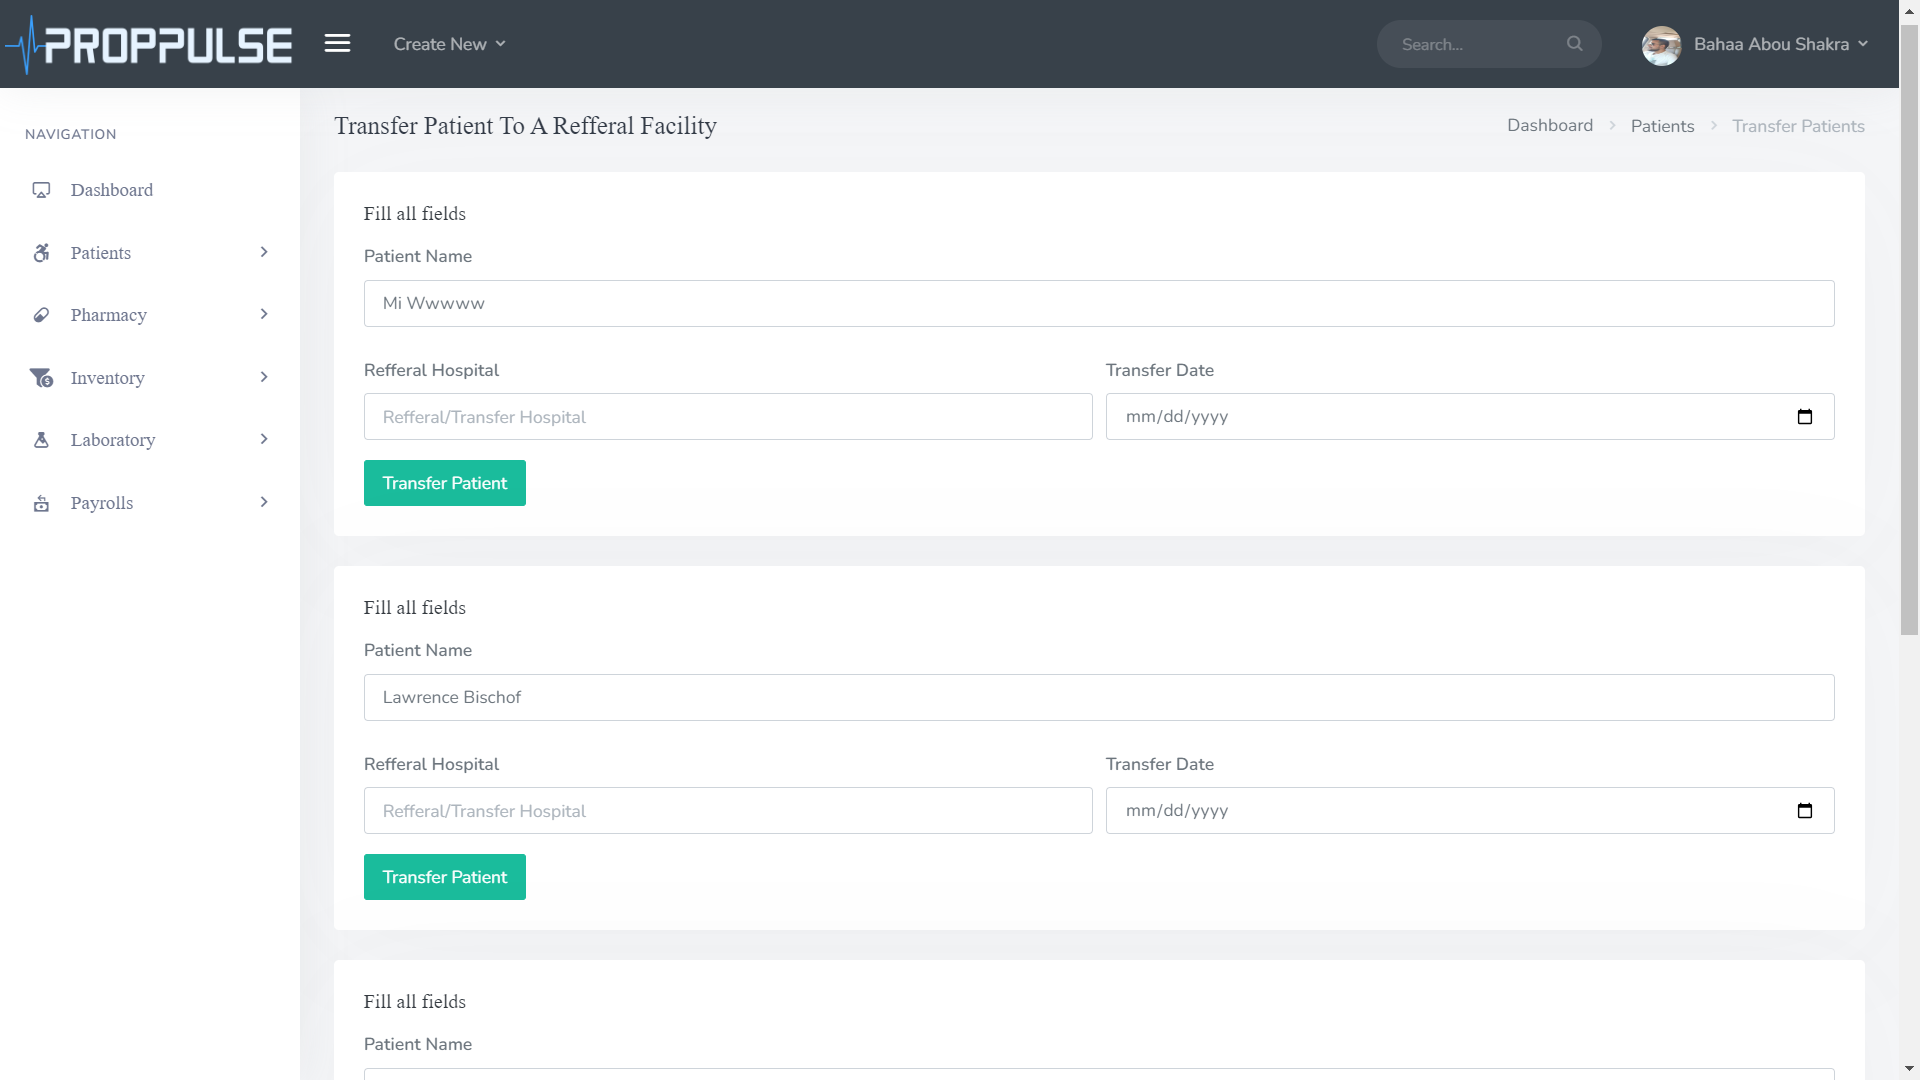 PROPPULSE
Create New
Search...
Bahaa Abou Shakra
NAVIGATION
Dashboard
Patients
Pharmacy
Inventory
Laboratory
Payrolls
Transfer Patient To A Refferal Facility
Dashboard > Patients > Transfer Patients
Fill all fields
Patient Name
Mi Wwwww
Refferal Hospital
Transfer Date
Refferal/Transfer Hospital
mm/dd/yyyy
Transfer Patient
Fill all fields
Patient Name
Lawrence Bischof
Refferal Hospital
Transfer Date
Refferal/Transfer Hospital
mm/dd/yyyy
Transfer Patient
Fill all fields
Patient Name